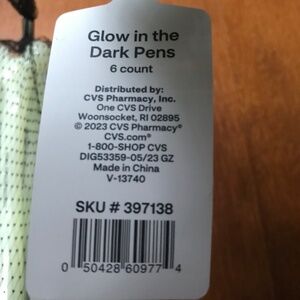 Glow in the
Dark Pens
6 count
Distributed by:
CVS Pharmacy, Inc.
One CVS Drive
Woonsocket, RI 02895
© 2023 CVS Pharmacy®
CVS.com®
1-800-SHOP CVS
DIG53359-05/23 GZ
Made in China
V-13740
SKU # 397138
0 50428 60977 4